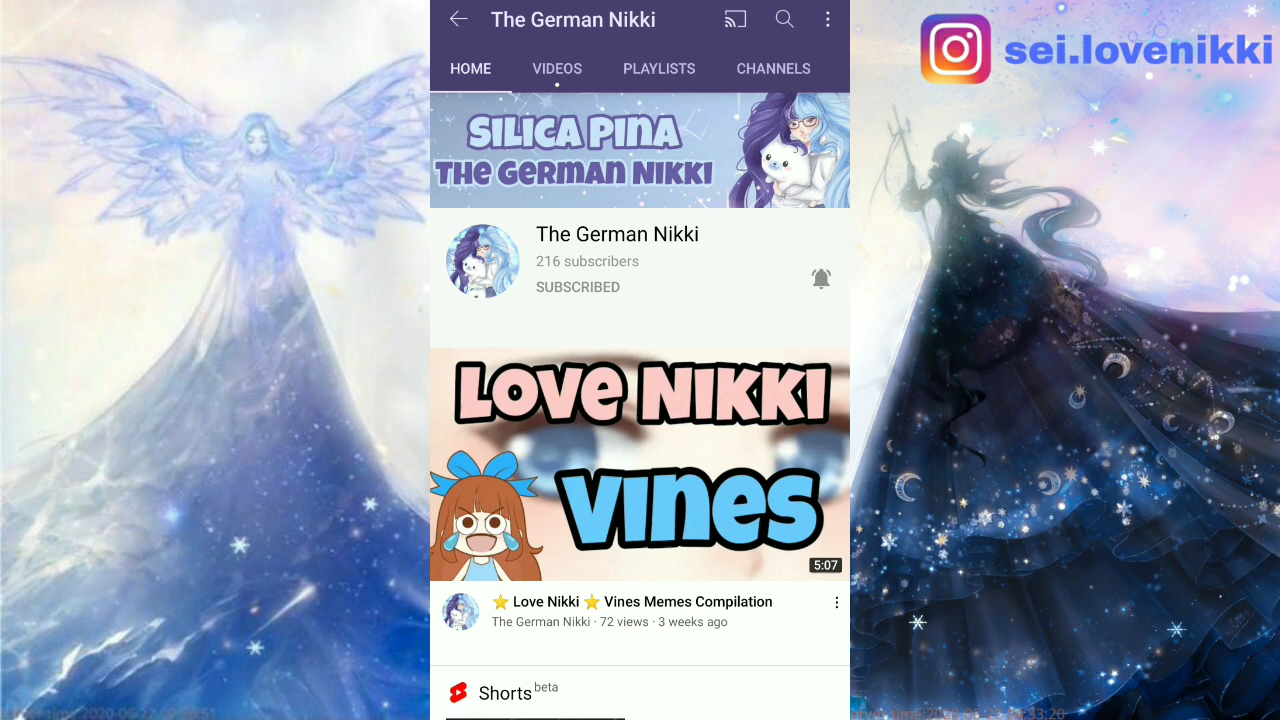 The German Nikki
HOME VIDEOS PLAYLISTS CHANNELS
SILICA PINA
THE GERMAN NIKKI
The German Nikki
216 subscribers
SUBSCRIBED
LOVE NIKKI
VINES
5:07
⭐ Love Nikki ⭐ Vines Memes Compilation
The German Nikki · 72 views · 3 weeks ago
Shorts beta
sei.lovenikki